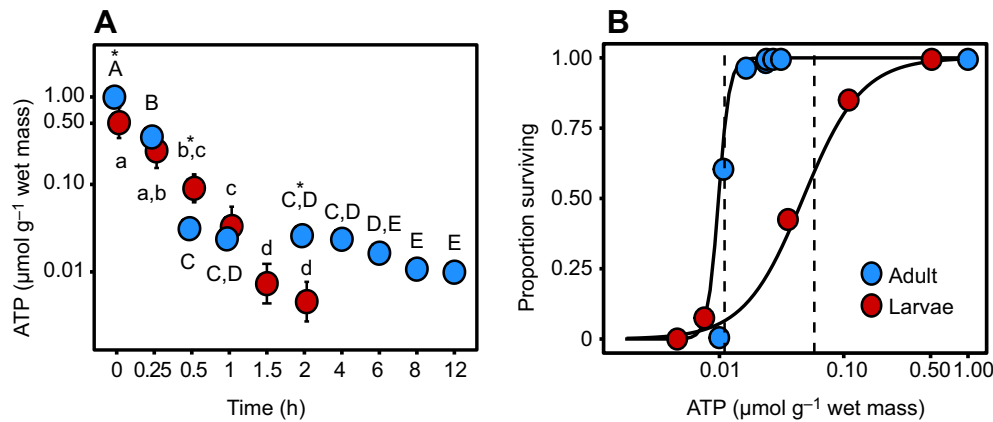 A
ATP (μmol g–1 wet mass)
1.00
0.50
0.10
0.01
*
A
B
*
b,c
c
*
C,D
C,D
D,E
E
E
a
a,b
C
C,D
d
d
0 0.25 0.5 1 1.5 2 4 6 8 12
Time (h)
B
Proportion surviving
1.00
0.75
0.50
0.25
0
Adult
Larvae
0.01 0.10 0.50 1.00
ATP (μmol g–1 wet mass)